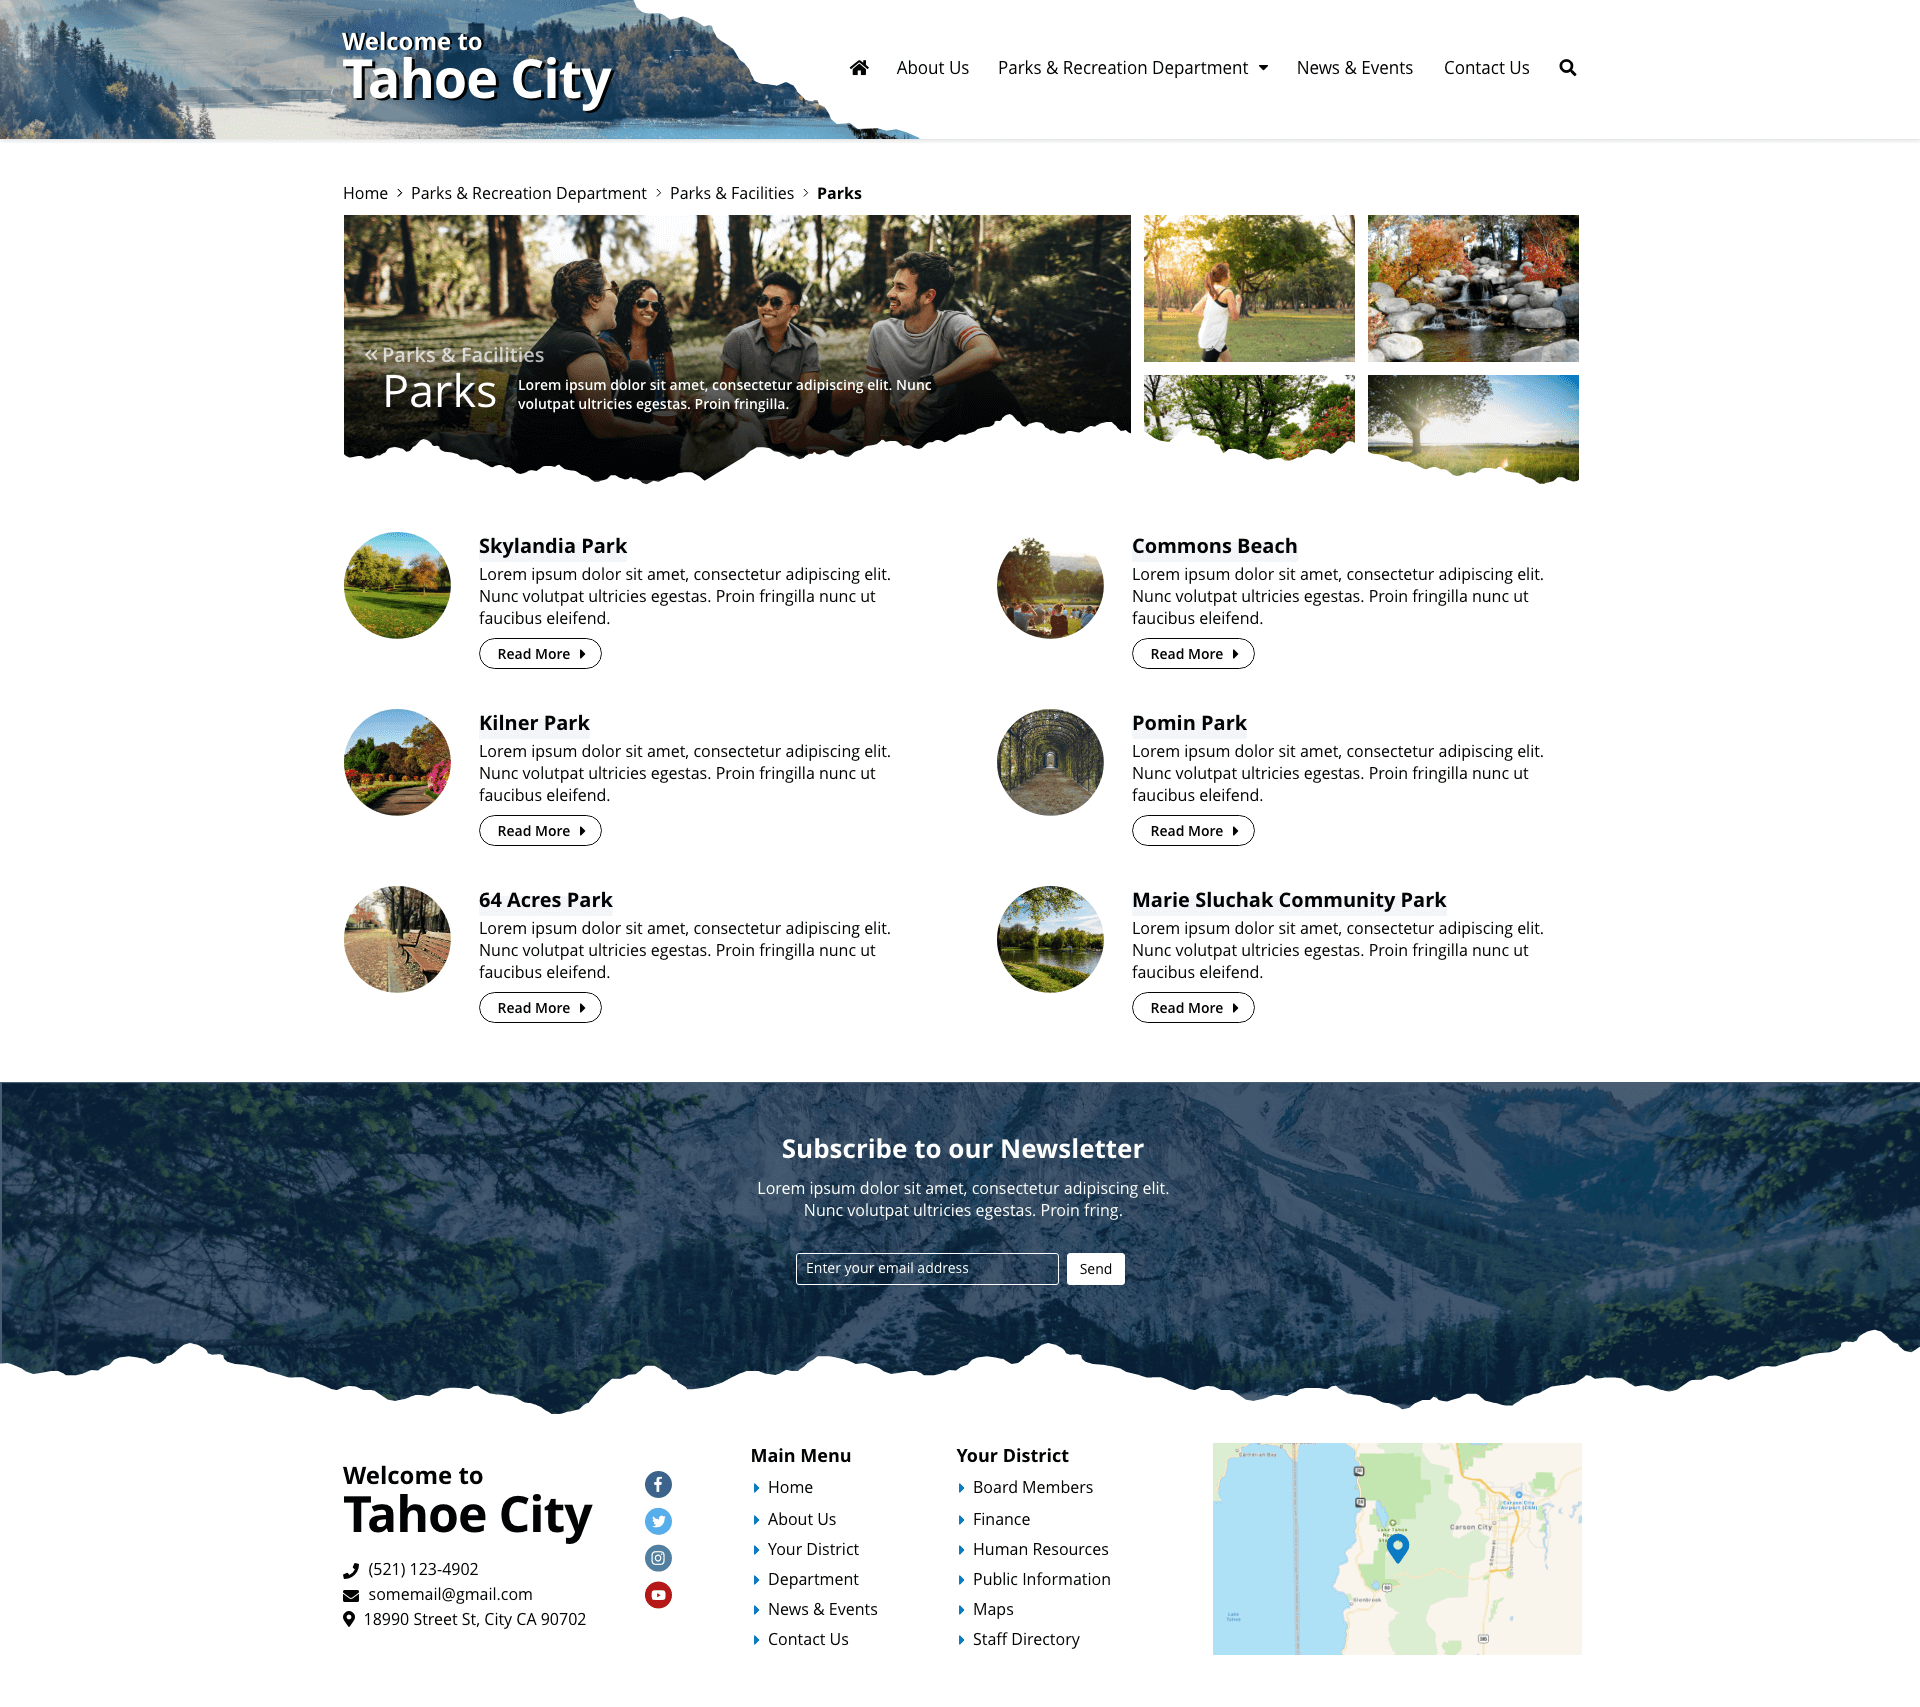 Welcome to
Tahoe City
About Us
Parks & Recreation Department
News & Events
Contact Us
Home
Parks & Recreation Department
Parks & Facilities
Parks
« Parks & Facilities
Parks
Lorem ipsum dolor sit amet, consectetur adipiscing elit. Nunc
volutpat ultricies egestas. Proin fringilla.
Skylandia Park
Lorem ipsum dolor sit amet, consectetur adipiscing elit.
Nunc volutpat ultricies egestas. Proin fringilla nunc ut
faucibus eleifend.
Read More
Commons Beach
Lorem ipsum dolor sit amet, consectetur adipiscing elit.
Nunc volutpat ultricies egestas. Proin fringilla nunc ut
faucibus eleifend.
Read More
Kilner Park
Lorem ipsum dolor sit amet, consectetur adipiscing elit.
Nunc volutpat ultricies egestas. Proin fringilla nunc ut
faucibus eleifend.
Read More
Pomin Park
Lorem ipsum dolor sit amet, consectetur adipiscing elit.
Nunc volutpat ultricies egestas. Proin fringilla nunc ut
faucibus eleifend.
Read More
64 Acres Park
Lorem ipsum dolor sit amet, consectetur adipiscing elit.
Nunc volutpat ultricies egestas. Proin fringilla nunc ut
faucibus eleifend.
Read More
Marie Sluchak Community Park
Lorem ipsum dolor sit amet, consectetur adipiscing elit.
Nunc volutpat ultricies egestas. Proin fringilla nunc ut
faucibus eleifend.
Read More
Subscribe to our Newsletter
Lorem ipsum dolor sit amet, consectetur adipiscing elit.
Nunc volutpat ultricies egestas. Proin fring.
Enter your email address
Send
Welcome to
Tahoe City
(521) 123-4902
somemail@gmail.com
18990 Street St, City CA 90702
Main Menu
Home
About Us
Your District
Department
News & Events
Contact Us
Your District
Board Members
Finance
Human Resources
Public Information
Maps
Staff Directory
Carson City
Lake
Tahoe
Glenbrook
50